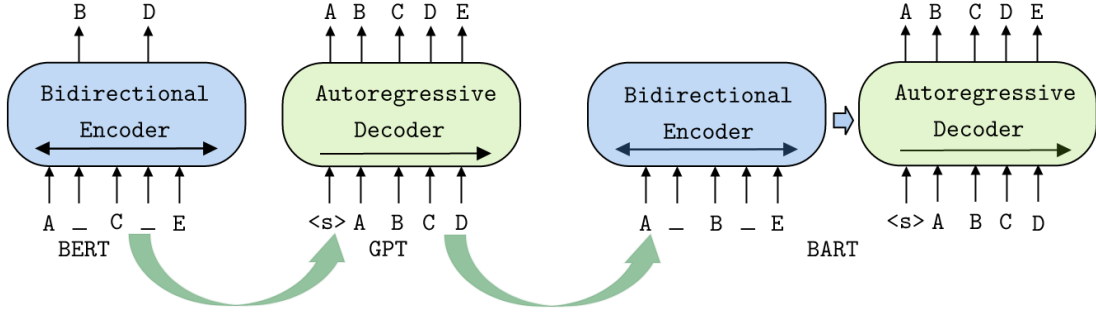 B D
A B C D E
A B C D E
Bidirectional
Encoder
Autoregressive
Decoder
Bidirectional
Encoder
Autoregressive
Decoder
A _ C _ E
<s> A B C D
A _ B _ E
<s> A B C D
BERT
GPT
BART